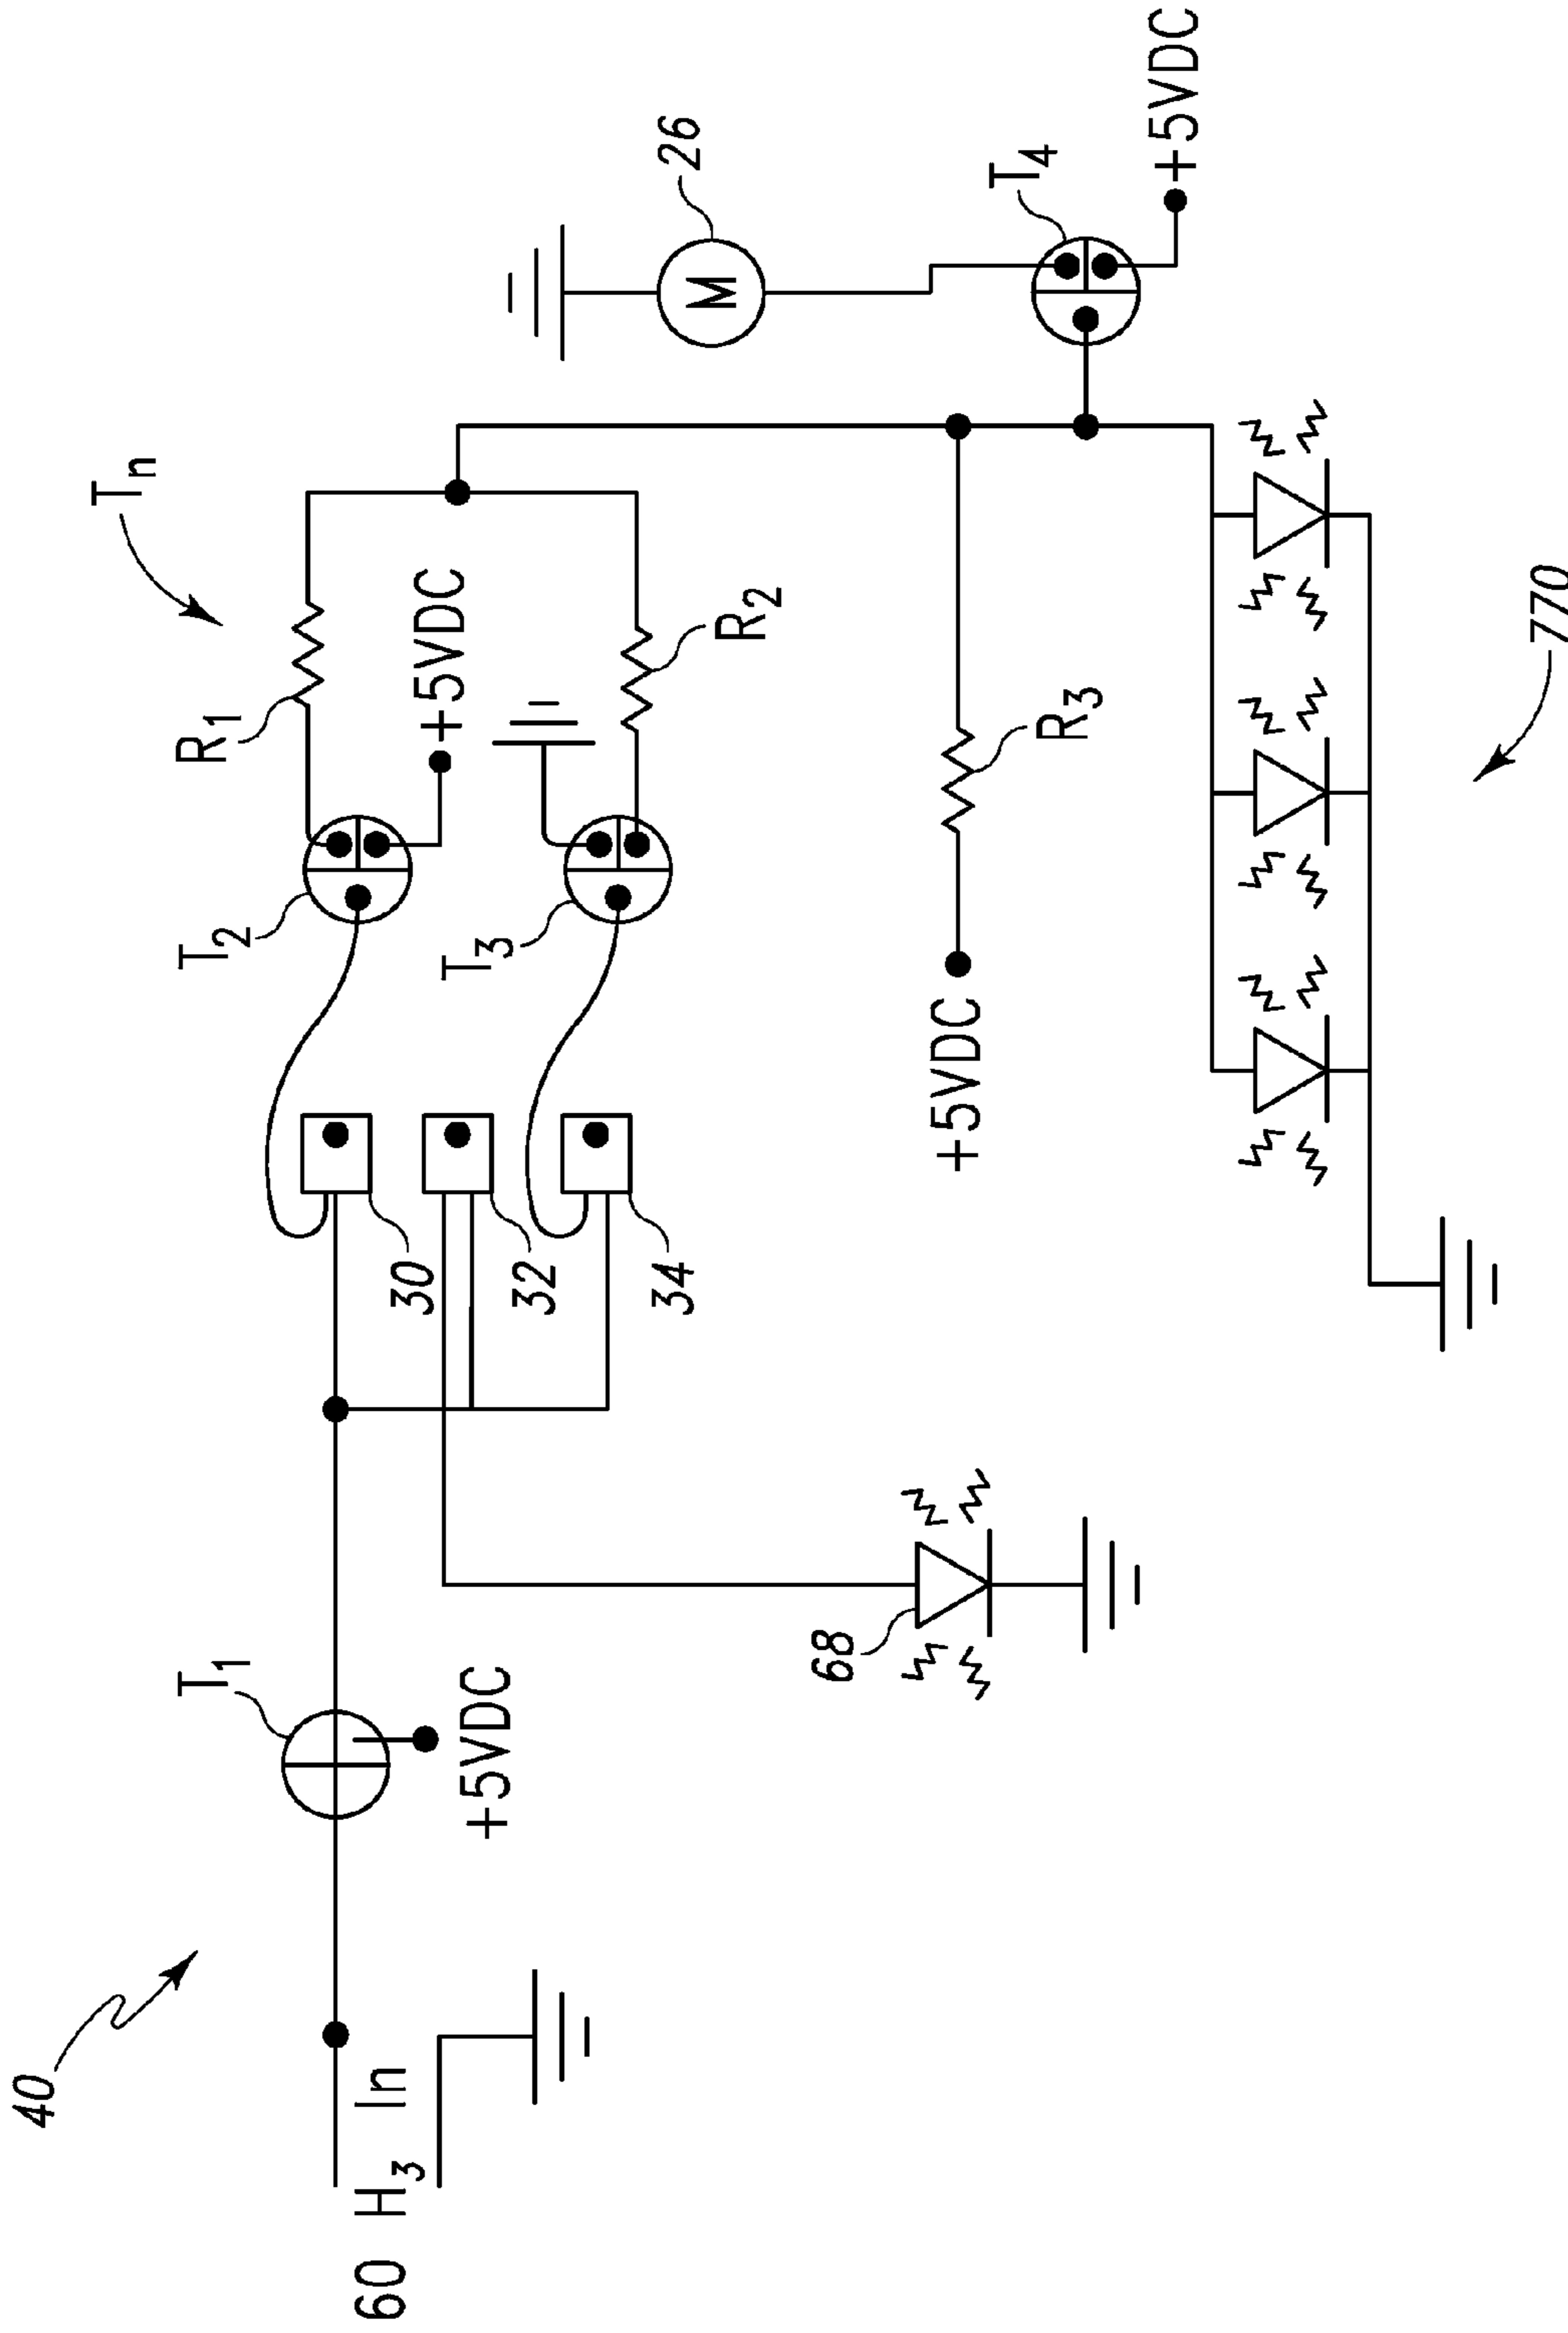 40
60 H3 In
T1
+5VDC
68
30
32
34
T2
T3
R1
+5VDC
Tn
R2
+5VDC
R3
26
M
T4
+5VDC
770